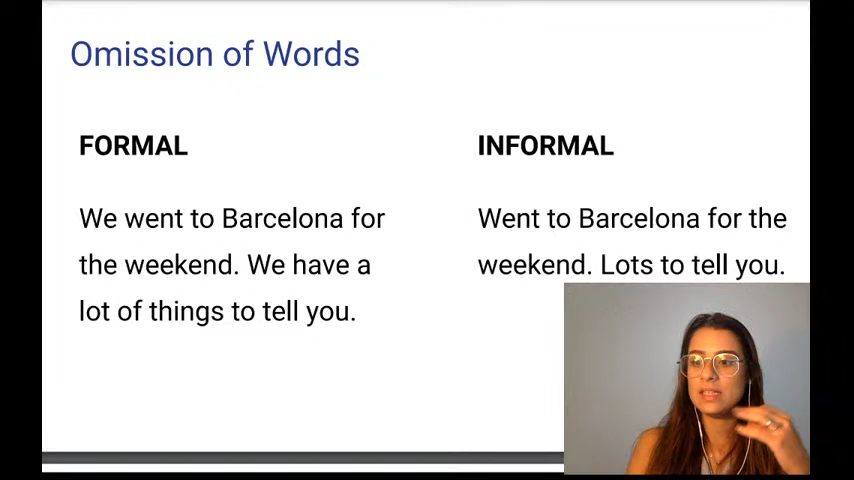 Omission of Words
FORMAL
We went to Barcelona for
the weekend. We have a
lot of things to tell you.
INFORMAL
Went to Barcelona for the
weekend. Lots to tell you.